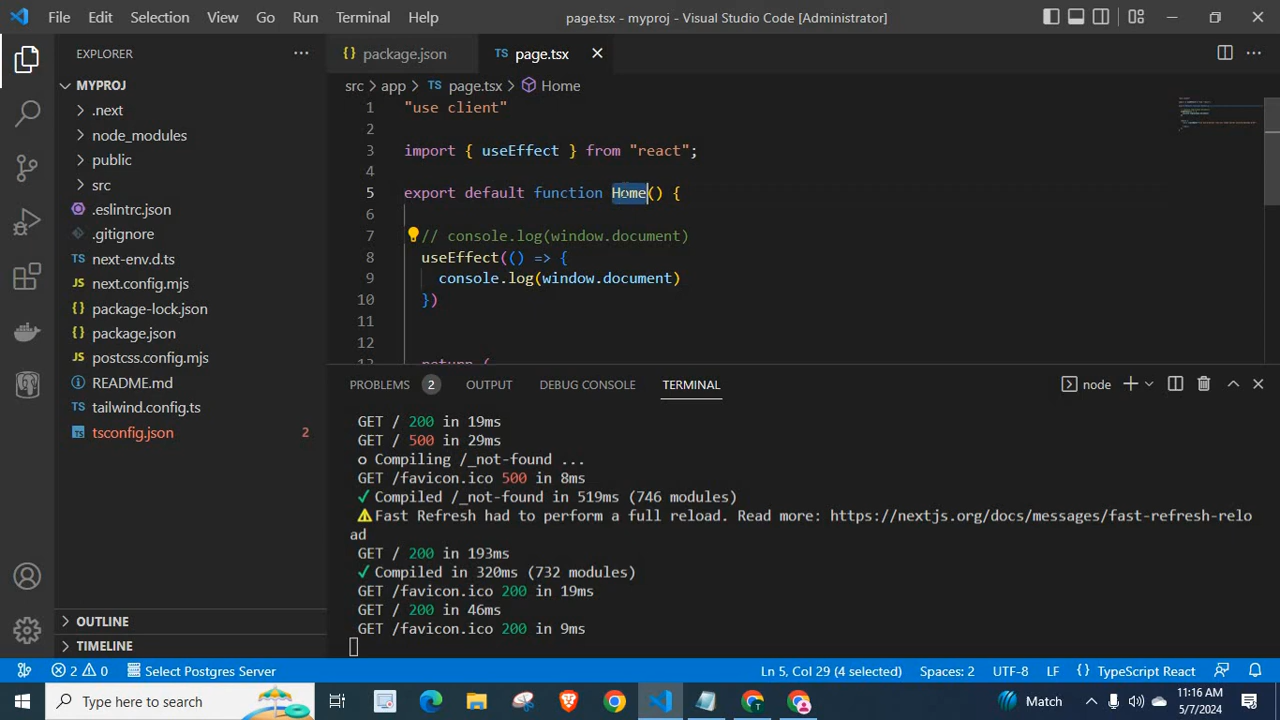 File Edit Selection View Go Run Terminal Help page.tsx - myproj - Visual Studio Code [Administrator]
EXPLORER
MYPROJ
.next
node_modules
public
src
.eslintrc.json
.gitignore
next-env.d.ts
next.config.mjs
package-lock.json
package.json
postcss.config.mjs
README.md
tailwind.config.ts
tsconfig.json 2
OUTLINE
TIMELINE
{} package.json TS page.tsx
src > app > TS page.tsx > Home
1 "use client"
2
3 import { useEffect } from "react";
4
5 export default function Home() {
6
7 // console.log(window.document)
8 useEffect(() => {
9 console.log(window.document)
10 })
11
12
13 return (
PROBLEMS 2 OUTPUT DEBUG CONSOLE TERMINAL node
GET / 200 in 19ms
GET / 500 in 29ms
o Compiling /_not-found ...
GET /favicon.ico 500 in 8ms
✓ Compiled /_not-found in 519ms (746 modules)
⚠Fast Refresh had to perform a full reload. Read more: https://nextjs.org/docs/messages/fast-refresh-relo
ad
GET / 200 in 193ms
✓ Compiled in 320ms (732 modules)
GET /favicon.ico 200 in 19ms
GET / 200 in 46ms
GET /favicon.ico 200 in 9ms
2 0 Select Postgres Server Ln 5, Col 29 (4 selected) Spaces: 2 UTF-8 LF {} TypeScript React
Type here to search Match 11:16 AM
5/7/2024